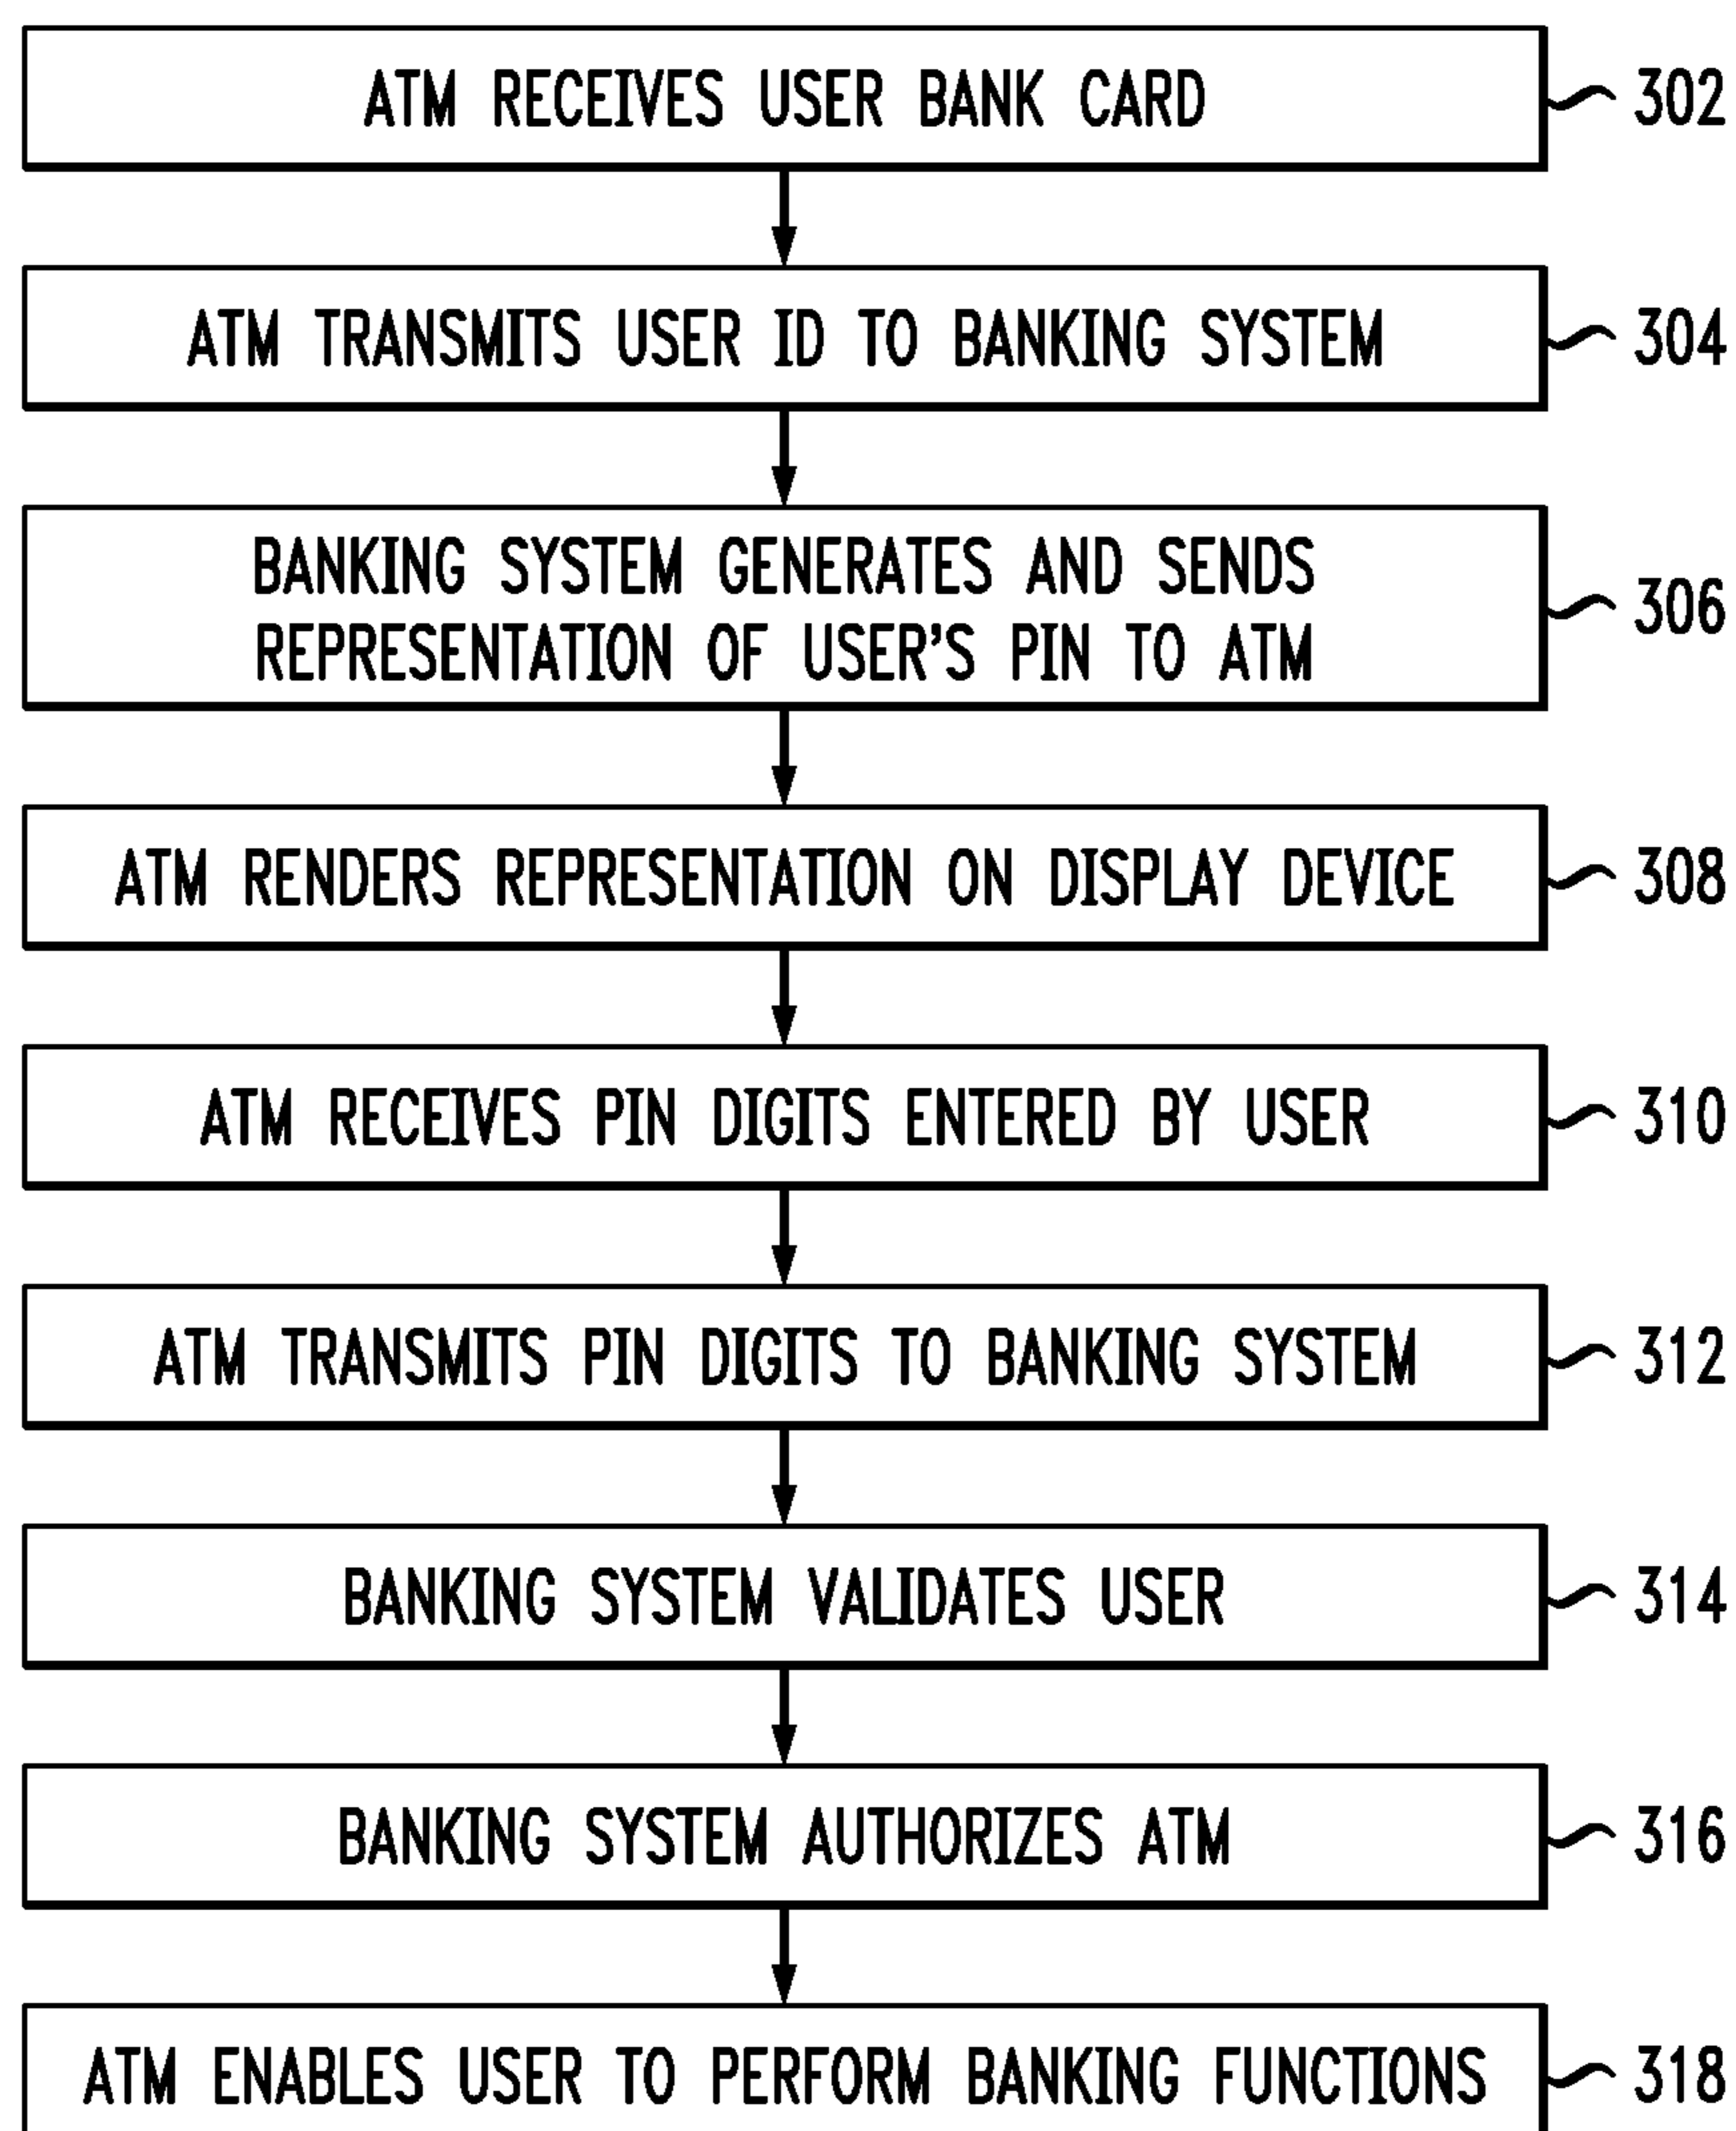 ATM RECEIVES USER BANK CARD 302
ATM TRANSMITS USER ID TO BANKING SYSTEM 304
BANKING SYSTEM GENERATES AND SENDS
REPRESENTATION OF USER'S PIN TO ATM
306
ATM RENDERS REPRESENTATION ON DISPLAY DEVICE 308
ATM RECEIVES PIN DIGITS ENTERED BY USER 310
ATM TRANSMITS PIN DIGITS TO BANKING SYSTEM 312
BANKING SYSTEM VALIDATES USER 314
BANKING SYSTEM AUTHORIZES ATM 316
ATM ENABLES USER TO PERFORM BANKING FUNCTIONS 318